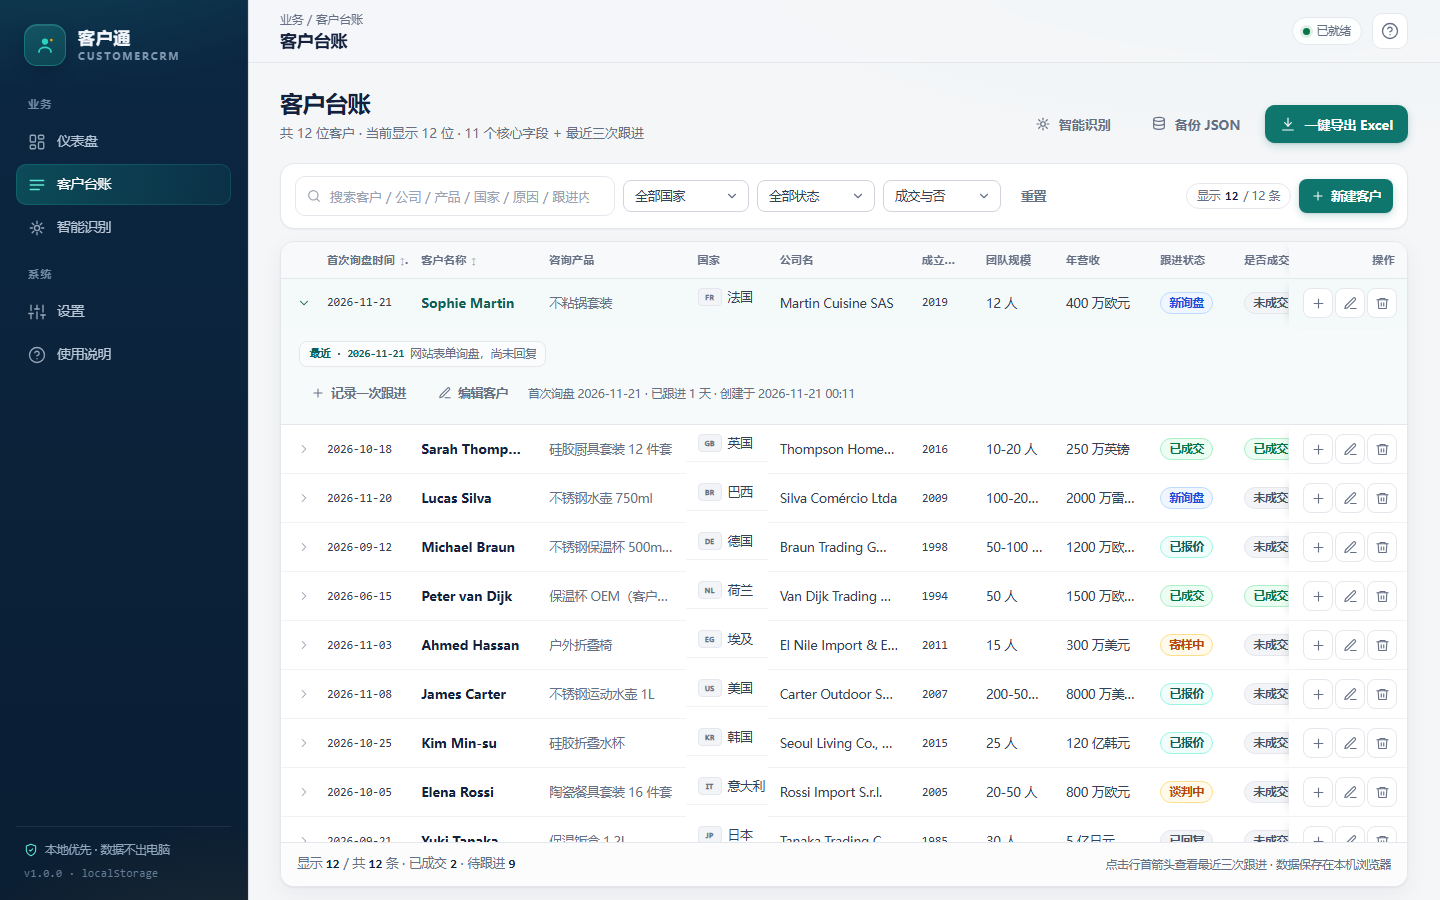 客户通
CUSTOMERCRM
业务
仪表盘
客户台账
智能识别
系统
设置
使用说明
本地优先 · 数据不出电脑
v1.0.0 · localStorage
业务 / 客户台账
客户台账
已就绪
客户台账
共 12 位客户 · 当前显示 12 位 · 11 个核心字段 + 最近三次跟进
智能识别
备份 JSON
一键导出 Excel
搜索客户 / 公司 / 产品 / 国家 / 原因 / 跟进内
全部国家
全部状态
成交与否
重置
显示 12 / 12 条
新建客户
首次询盘时间 客户名称 咨询产品 国家 公司名 成立... 团队规模 年营收 跟进状态 是否成交 操作
2026-11-21 Sophie Martin 不粘锅套装 FR 法国 Martin Cuisine SAS 2019 12 人 400 万欧元 新询盘 未成交
最近 · 2026-11-21 网站表单询盘，尚未回复
记录一次跟进 编辑客户 首次询盘 2026-11-21 · 已跟进 1 天 · 创建于 2026-11-21 00:11
2026-10-18 Sarah Thomp... 硅胶厨具套装 12 件套 GB 英国 Thompson Home... 2016 10-20 人 250 万英镑 已成交 已成交
2026-11-20 Lucas Silva 不锈钢水壶 750ml BR 巴西 Silva Comércio Ltda 2009 100-20... 2000 万雷... 新询盘 未成交
2026-09-12 Michael Braun 不锈钢保温杯 500m... DE 德国 Braun Trading G... 1998 50-100 ... 1200 万欧... 已报价 未成交
2026-06-15 Peter van Dijk 保温杯 OEM（客户... NL 荷兰 Van Dijk Trading ... 1994 50 人 1500 万欧... 已成交 已成交
2026-11-03 Ahmed Hassan 户外折叠椅 EG 埃及 El Nile Import & E... 2011 15 人 300 万美元 寄样中 未成交
2026-11-08 James Carter 不锈钢运动水壶 1L US 美国 Carter Outdoor S... 2007 200-50... 8000 万美... 已报价 未成交
2026-10-25 Kim Min-su 硅胶折叠水杯 KR 韩国 Seoul Living Co., ... 2015 25 人 120 亿韩元 已报价 未成交
2026-10-05 Elena Rossi 陶瓷餐具套装 16 件套 IT 意大利 Rossi Import S.r.l. 2005 20-50 人 800 万欧元 谈判中 未成交
2026-09-21 Yuki Tanaka 保温饭盒 1.2L JP 日本 Tanaka Trading C... 1985 30 人 5 亿日元 已回复 未成交
显示 12 / 共 12 条 · 已成交 2 · 待跟进 9
点击行首箭头查看最近三次跟进 · 数据保存在本机浏览器